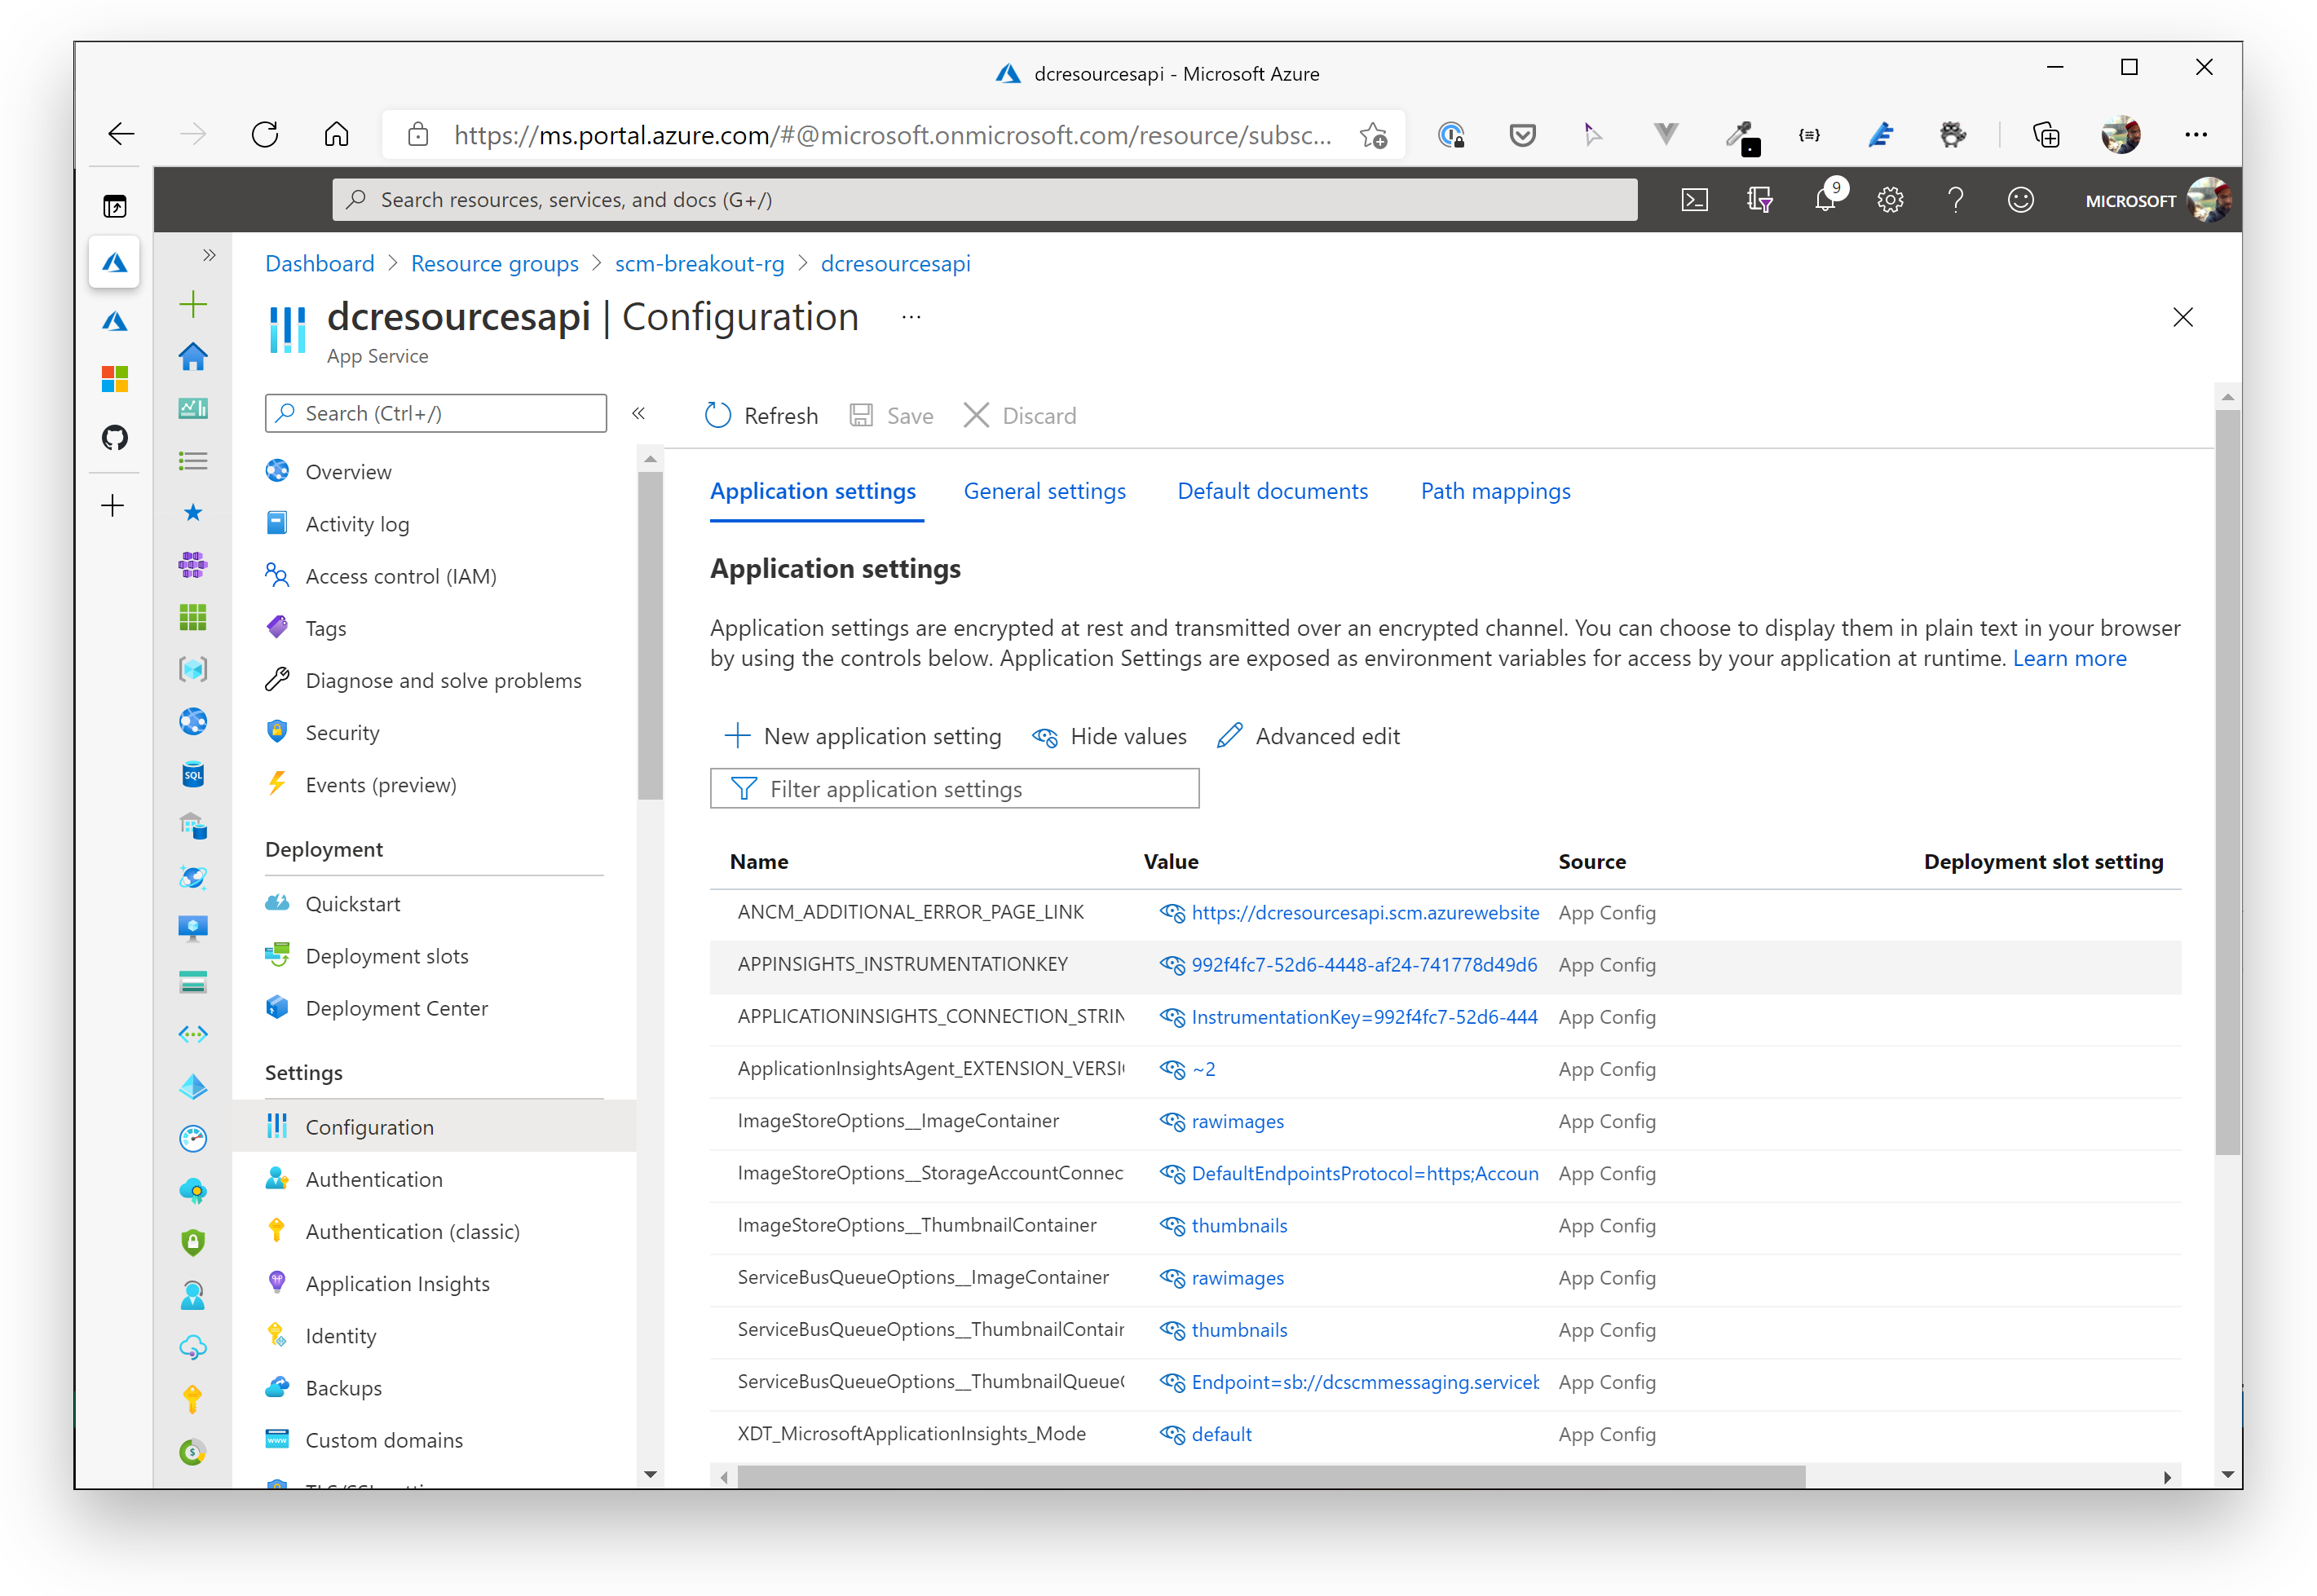 dcresourcesapi - Microsoft Azure
https://ms.portal.azure.com/#@microsoft.onmicrosoft.com/resource/subsc...
Search resources, services, and docs (G+/)
9
MICROSOFT
Dashboard > Resource groups > scm-breakout-rg > dcresourcesapi
dcresourcesapi | Configuration ...
App Service
Search (Ctrl+/)
Overview
Activity log
Access control (IAM)
Tags
Diagnose and solve problems
Security
Events (preview)
Deployment
Quickstart
Deployment slots
Deployment Center
Settings
Configuration
Authentication
Authentication (classic)
Application Insights
Identity
Backups
Custom domains
Refresh Save Discard
Application settings General settings Default documents Path mappings
Application settings
Application settings are encrypted at rest and transmitted over an encrypted channel. You can choose to display them in plain text in your browser
by using the controls below. Application Settings are exposed as environment variables for access by your application at runtime. Learn more
New application setting Hide values Advanced edit
Filter application settings
Name Value Source Deployment slot setting
ANCM_ADDITIONAL_ERROR_PAGE_LINK https://dcresourcesapi.scm.azurewebsite App Config
APPINSIGHTS_INSTRUMENTATIONKEY 992f4fc7-52d6-4448-af24-741778d49d6 App Config
APPLICATIONINSIGHTS_CONNECTION_STRIN InstrumentationKey=992f4fc7-52d6-444 App Config
ApplicationInsightsAgent_EXTENSION_VERSI ~2 App Config
ImageStoreOptions__ImageContainer rawimages App Config
ImageStoreOptions__StorageAccountConnec DefaultEndpointsProtocol=https;Accoun App Config
ImageStoreOptions__ThumbnailContainer thumbnails App Config
ServiceBusQueueOptions__ImageContainer rawimages App Config
ServiceBusQueueOptions__ThumbnailContair thumbnails App Config
ServiceBusQueueOptions__ThumbnailQueue Endpoint=sb://dcscmmessaging.service App Config
XDT_MicrosoftApplicationInsights_Mode default App Config